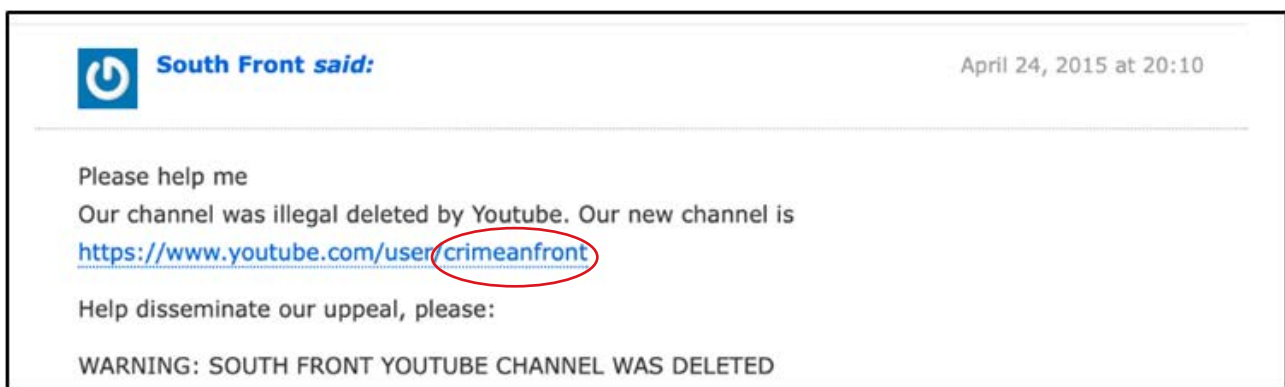 South Front said:
April 24, 2015 at 20:10
Please help me
Our channel was illegal deleted by Youtube. Our new channel is
https://www.youtube.com/user/crimeanfront
Help disseminate our uppeal, please:
WARNING: SOUTH FRONT YOUTUBE CHANNEL WAS DELETED